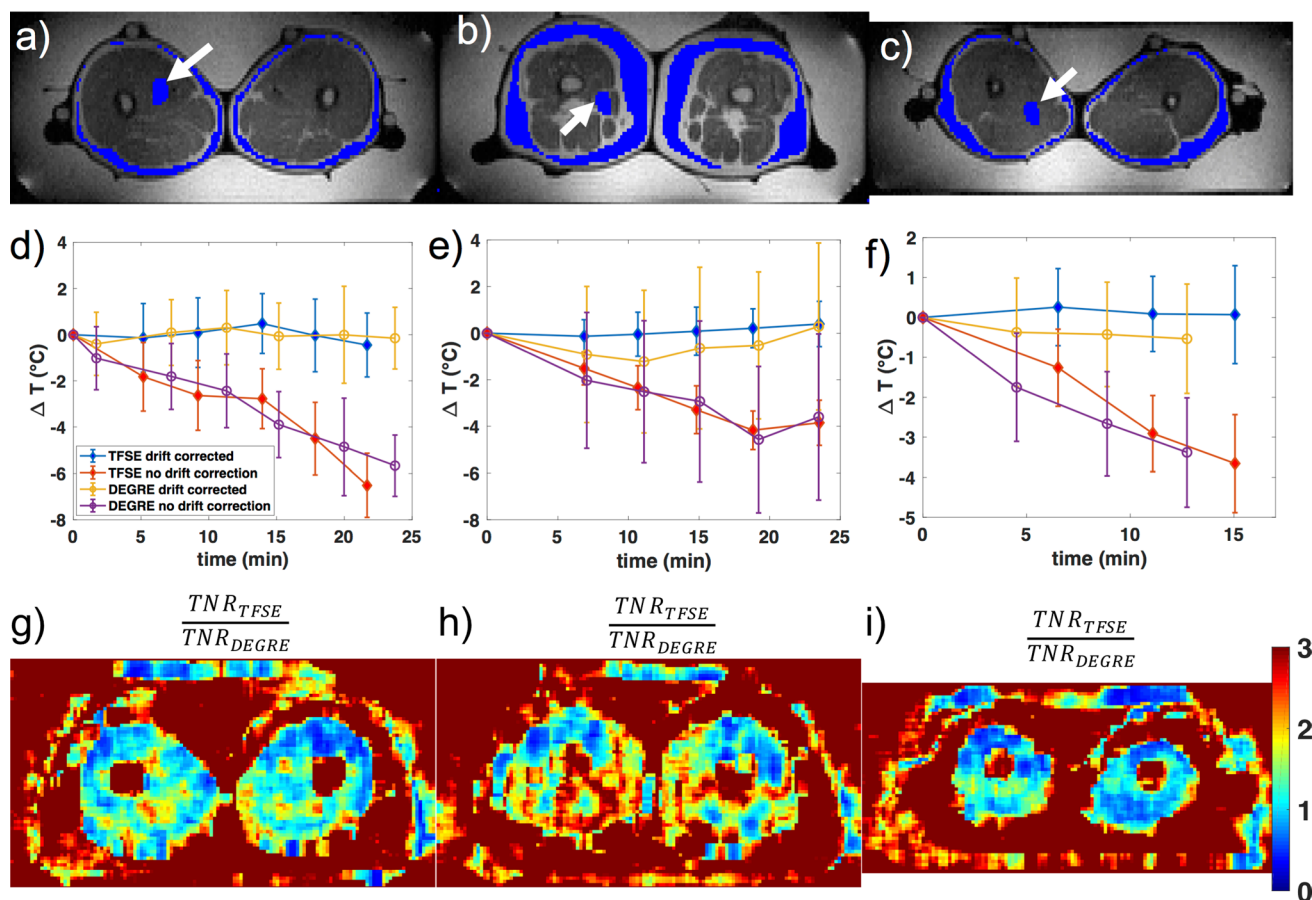 a)
b)
c)
d)
4
2
0
-2
-4
-6
-8
Δ T (°C)
TFSE drift corrected
TFSE no drift correction
DEGRE drift corrected
DEGRE no drift correction
0
5
10
15
20
25
time (min)
e)
4
2
0
-2
-4
-6
-8
Δ T (°C)
0
5
10
15
20
25
time (min)
f)
2
1
0
-1
-2
-3
-4
-5
Δ T (°C)
0
5
10
15
time (min)
g)
TNR_TFSE
TNR_DEGRE
h)
TNR_TFSE
TNR_DEGRE
i)
TNR_TFSE
TNR_DEGRE
3
2
1
0